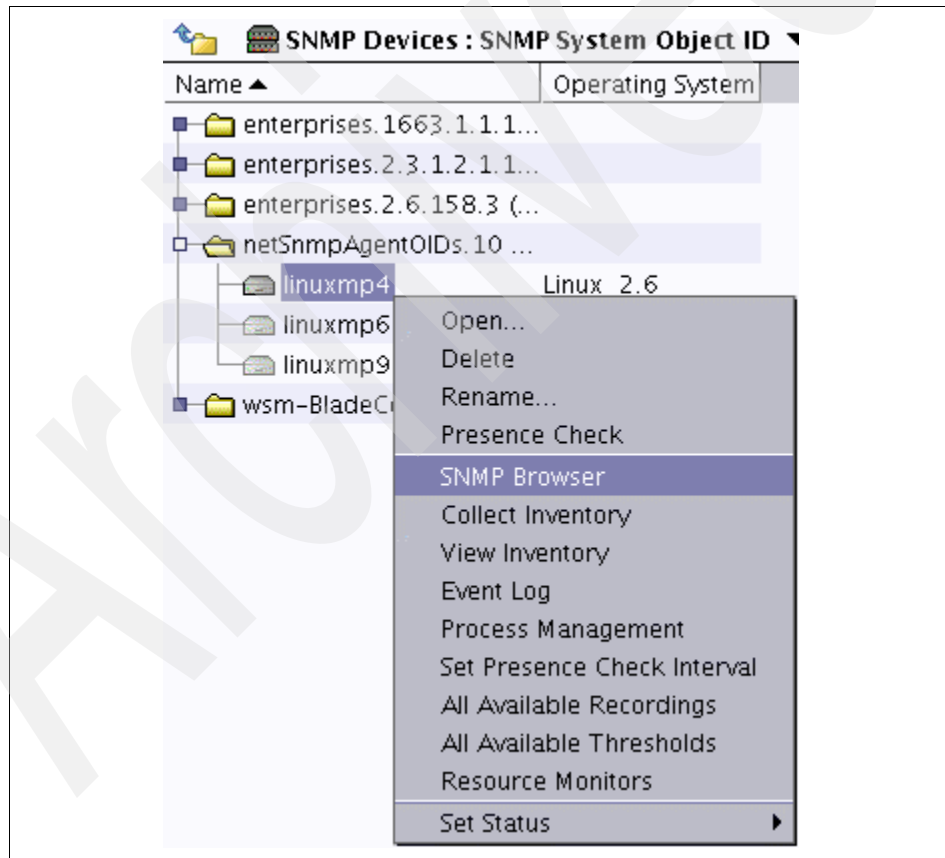 SNMP Devices : SNMP System Object ID
Name Operating System
enterprises.1663.1.1.1...
enterprises.2.3.1.2.1.1...
enterprises.2.6.158.3 (...
netSnmpAgentOIDs.10 ...
linuxmp4 Linux 2.6
linuxmp6
linuxmp9
wsm-BladeC
Open...
Delete
Rename...
Presence Check
SNMP Browser
Collect Inventory
View Inventory
Event Log
Process Management
Set Presence Check Interval
All Available Recordings
All Available Thresholds
Resource Monitors
Set Status
Archived